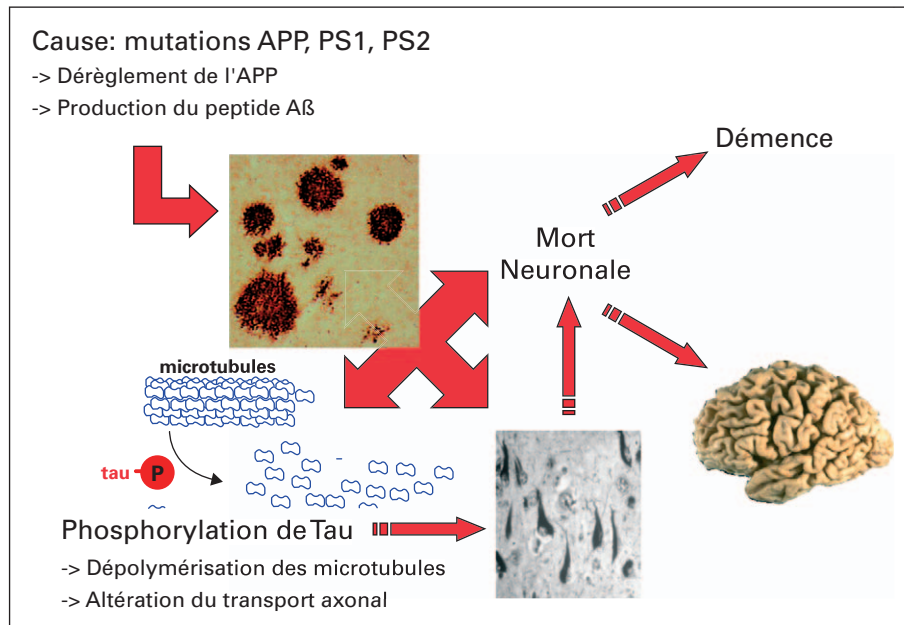 Cause: mutations APP, PS1, PS2
-> Dérèglement de l'APP
-> Production du peptide Aß
Démence
Mort
Neuronale
microtubules
tau
P
Phosphorylation de Tau
-> Dépolymérisation des microtubules
-> Altération du transport axonal